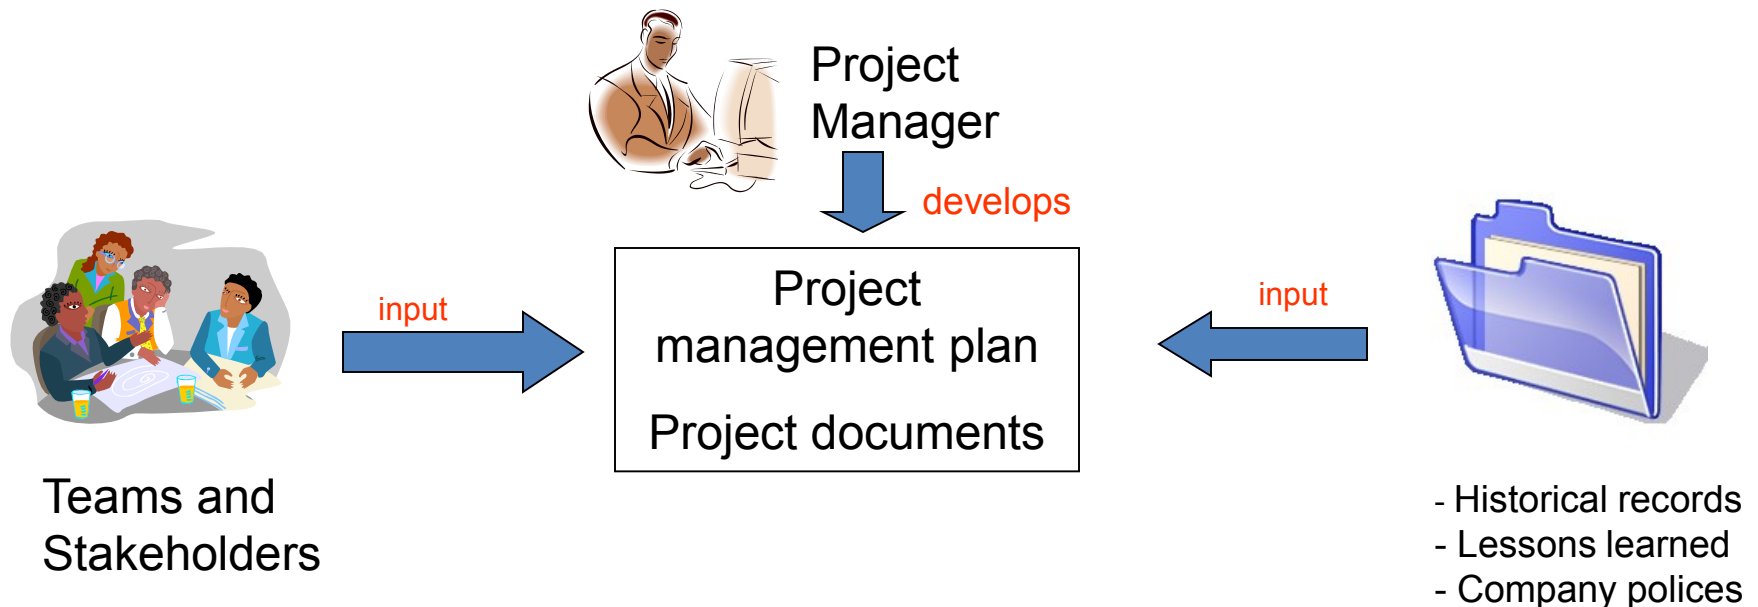 Project
Manager
develops
input
Project
management plan
Project documents
input
Teams and
Stakeholders
- Historical records
- Lessons learned
- Company polices